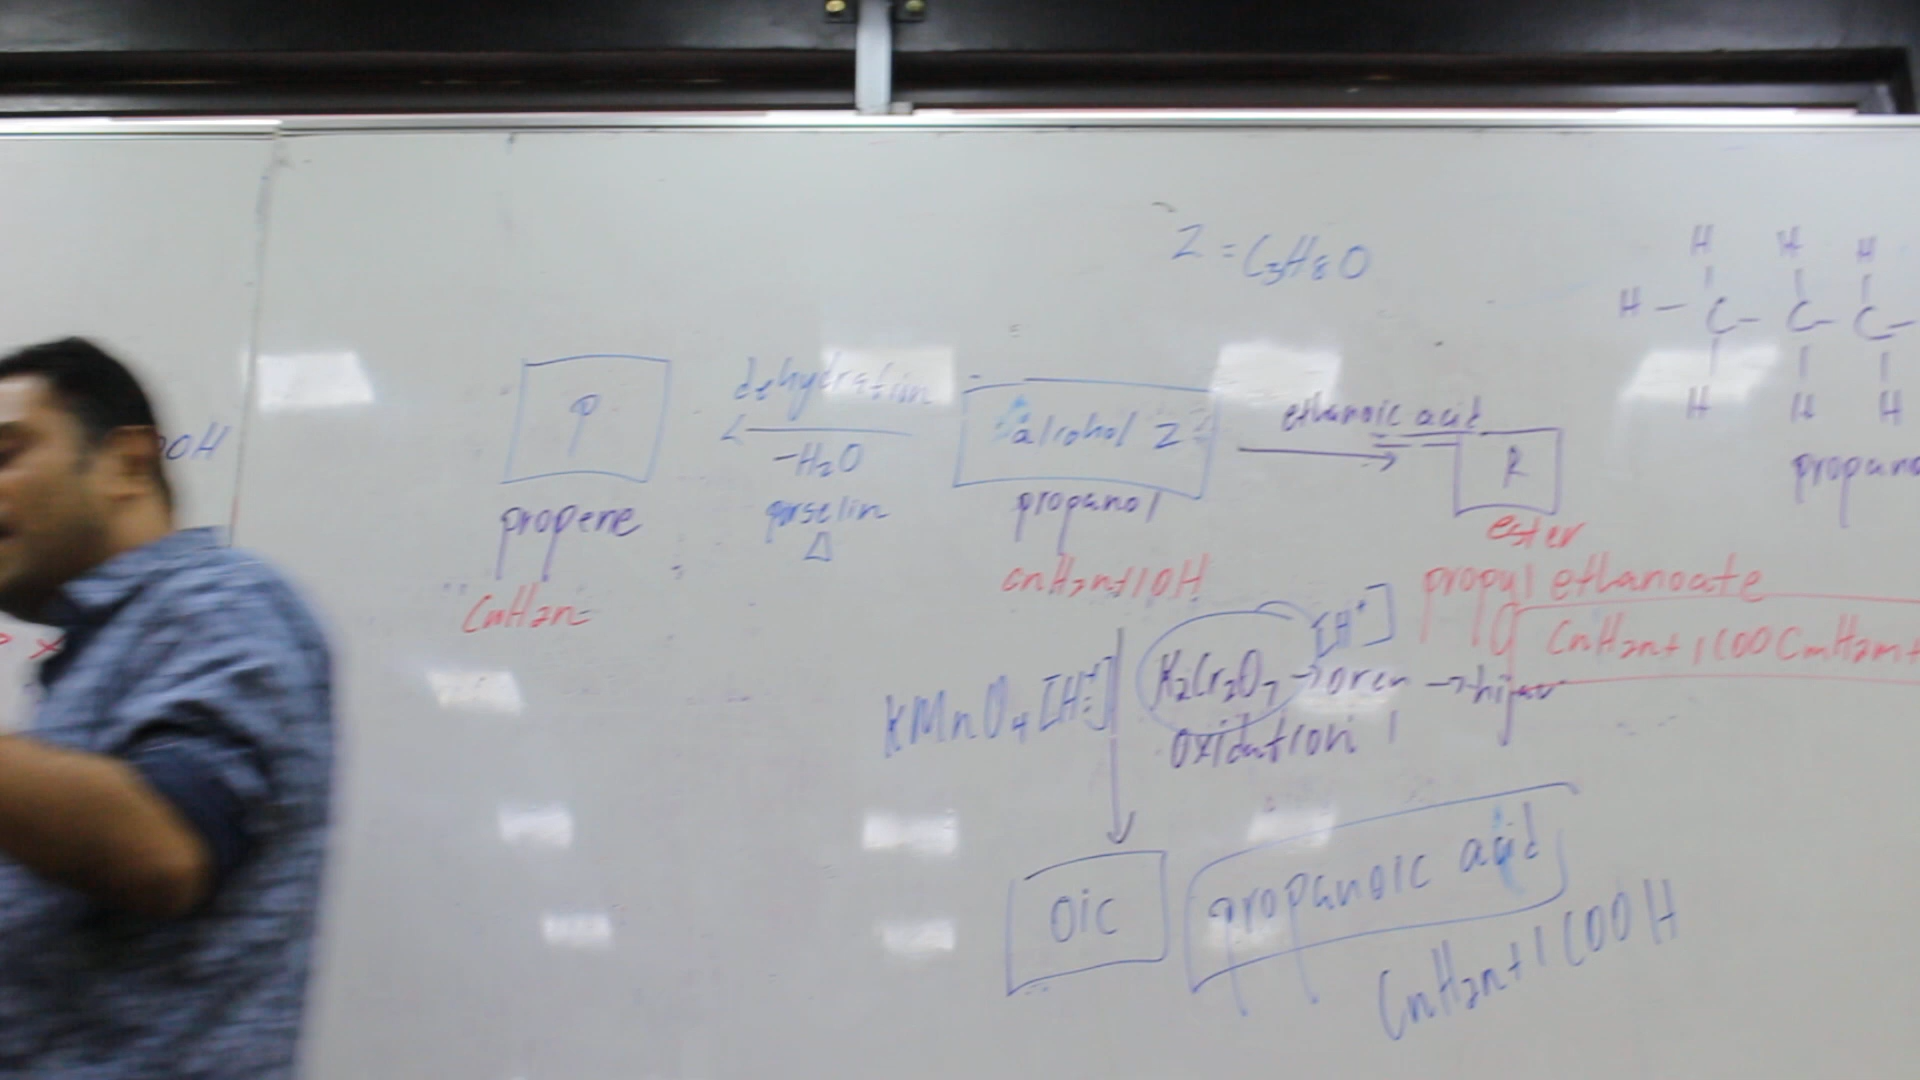 Z = C3H8O
H H H
H - C - C - C -
H H H
propano
OOH
P
dehydration
-H2O
porselin
Δ
alcohol Z
ethanoic acid
R
propene
propanol
ester
CnH2n
CnH2n+1OH
propyl ethanoate
CnH2n+1COOCmH2m+
KMnO4 [H+]
K2Cr2O7 → oren → hijau
[H+]
oxidation
oic
propanoic acid
CnH2n+1COOH